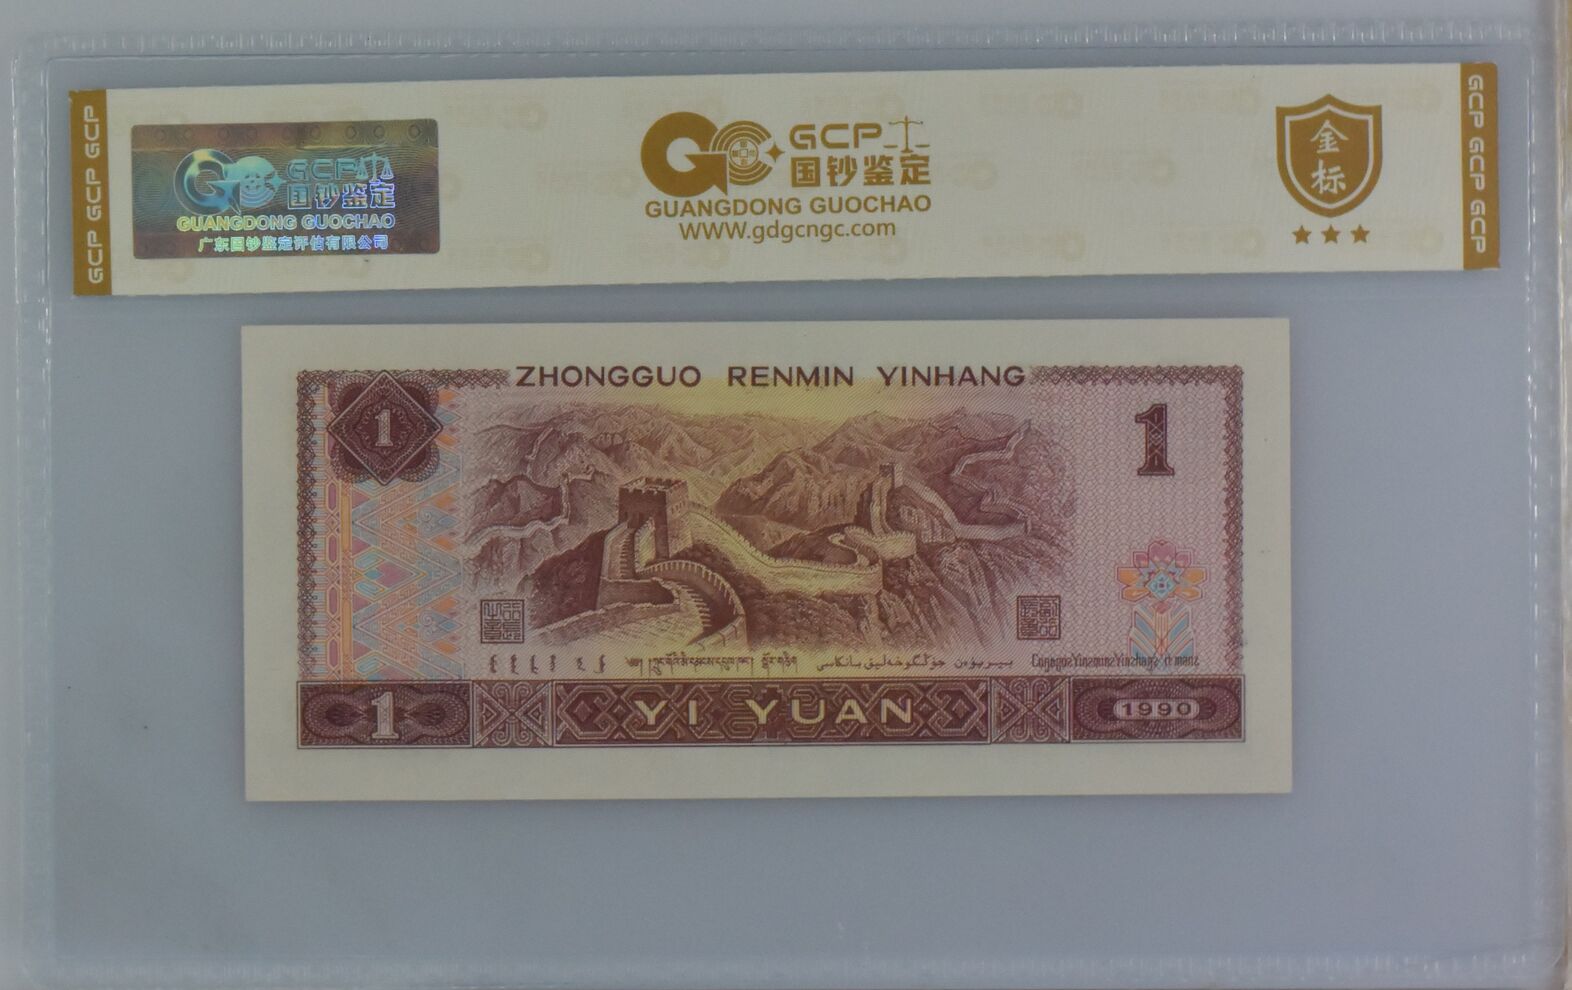 GCP GCP GCP
GCP
国钞鉴定
GUANGDONG GUOCHAO
广东国钞鉴定评估有限公司
GCP
国钞鉴定
GUANGDONG GUOCHAO
WWW.gdgcngc.com
金标
GCP GCP GCP
ZHONGGUO RENMIN YINHANG
1
1
1
YI YUAN
1990